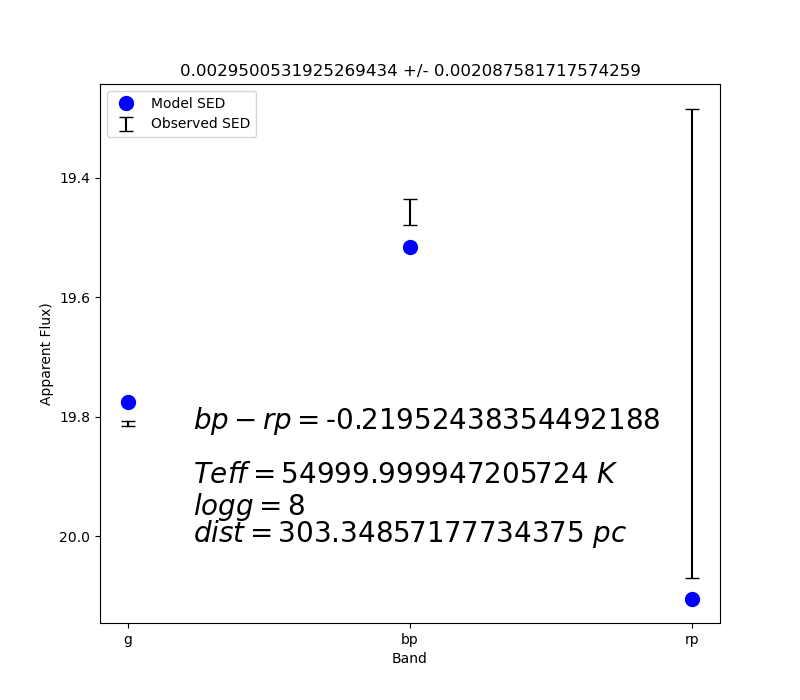 0.0029500531925269434 +/- 0.002087581717574259
Model SED
Observed SED
19.4
19.6
19.8
20.0
Apparent Flux)
bp − rp = -0.21952438354492188
Teff = 54999.999947205724 K
logg = 8
dist = 303.34857177734375 pc
g
bp
rp
Band